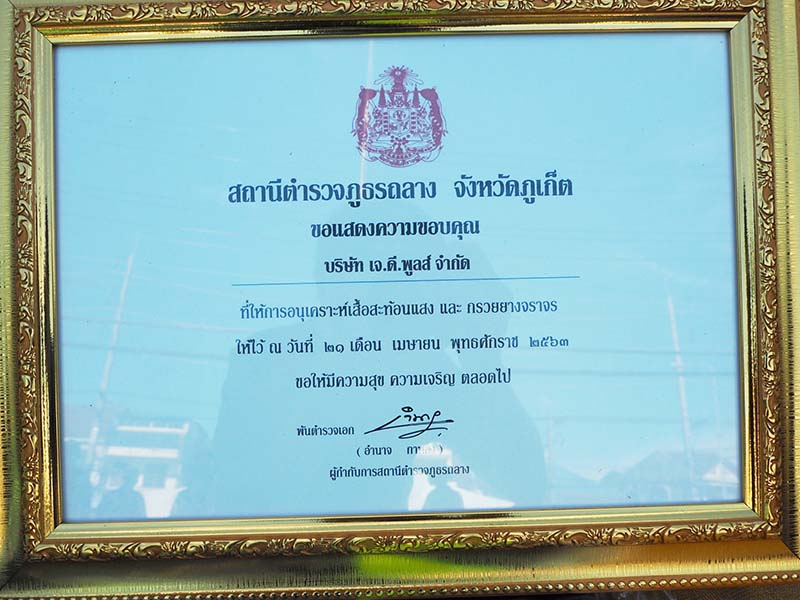 สถานีตำรวจภูธรถลาง จังหวัดภูเก็ต
ขอแสดงความขอบคุณ
บริษัท เจ.ดี.พูลส์ จำกัด
ที่ให้การอนุเคราะห์เสื้อสะท้อนแสง และ กรวยยางจราจร
ให้ไว้ ณ วันที่ ๒๑ เดือน เมษายน พุทธศักราช ๒๕๖๓
ขอให้มีความสุข ความเจริญ ตลอดไป
พันตำรวจเอก
( อำนาจ )
ผู้กำกับการสถานีตำรวจภูธรถลาง